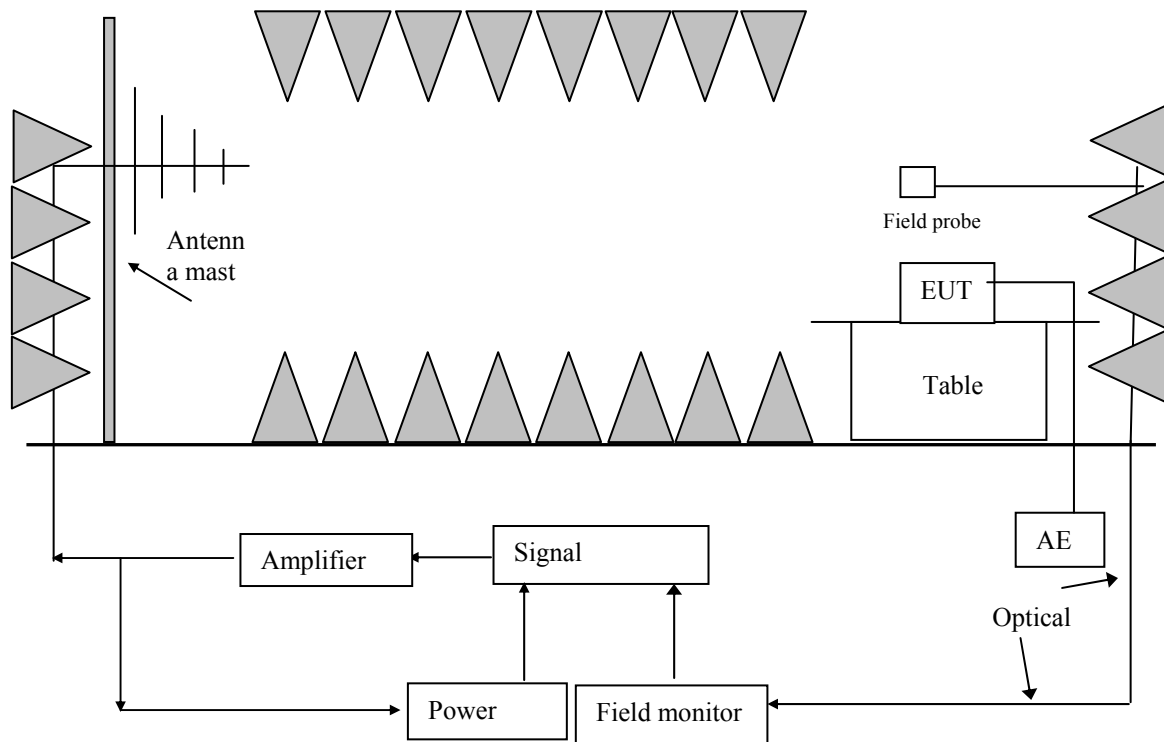 Antenn
a mast
Field probe
EUT
Table
AE
Amplifier
Signal
Optical
Power
Field monitor